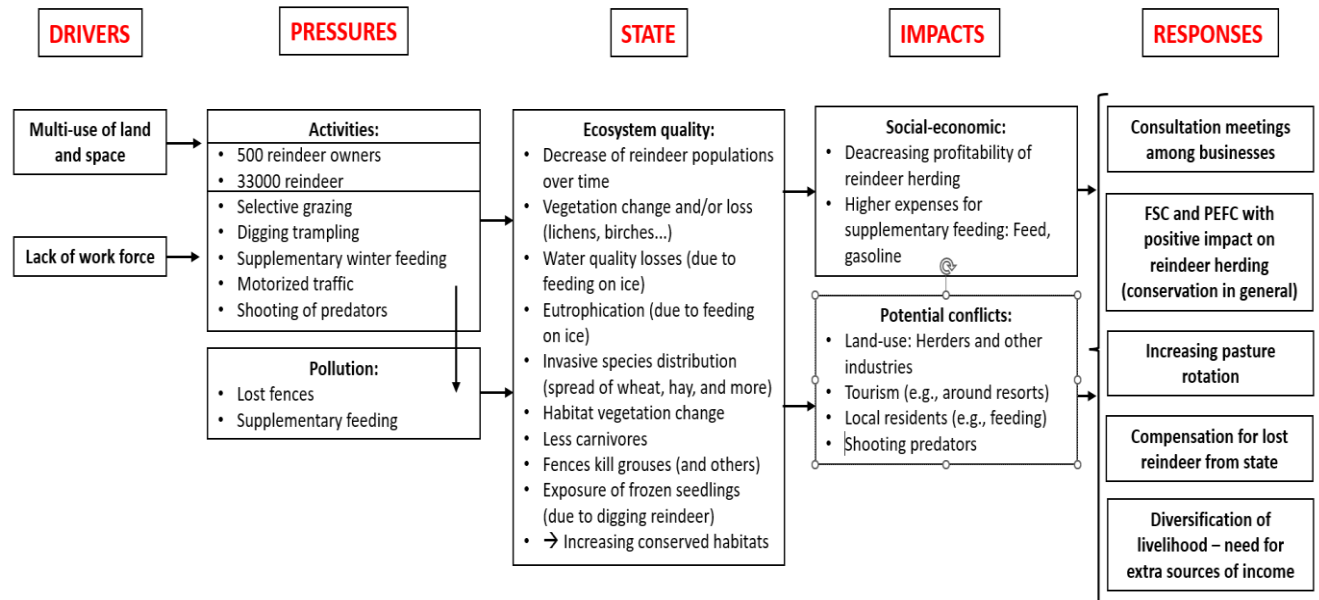 DRIVERS
PRESSURES
STATE
IMPACTS
RESPONSES
Multi-use of land
and space
Lack of work force
Activities:
• 500 reindeer owners
• 33000 reindeer
• Selective grazing
• Digging trampling
• Supplementary winter feeding
• Motorized traffic
• Shooting of predators
Pollution:
• Lost fences
• Supplementary feeding
Ecosystem quality:
• Decrease of reindeer populations
over time
• Vegetation change and/or loss
(lichens, birches...)
• Water quality losses (due to
feeding on ice)
• Eutrophication (due to feeding
on ice)
• Invasive species distribution
(spread of wheat, hay, and more)
• Habitat vegetation change
• Less carnivores
• Fences kill grouses (and others)
• Exposure of frozen seedlings
(due to digging reindeer)
• → Increasing conserved habitats
Social-economic:
• Deacreasing profitability of
reindeer herding
• Higher expenses for
supplementary feeding: Feed,
gasoline
Potential conflicts:
• Land-use: Herders and other
industries
• Tourism (e.g., around resorts)
• Local residents (e.g., feeding)
• Shooting predators
Consultation meetings
among businesses
FSC and PEFC with
positive impact on
reindeer herding
(conservation in general)
Increasing pasture
rotation
Compensation for lost
reindeer from state
Diversification of
livelihood – need for
extra sources of income